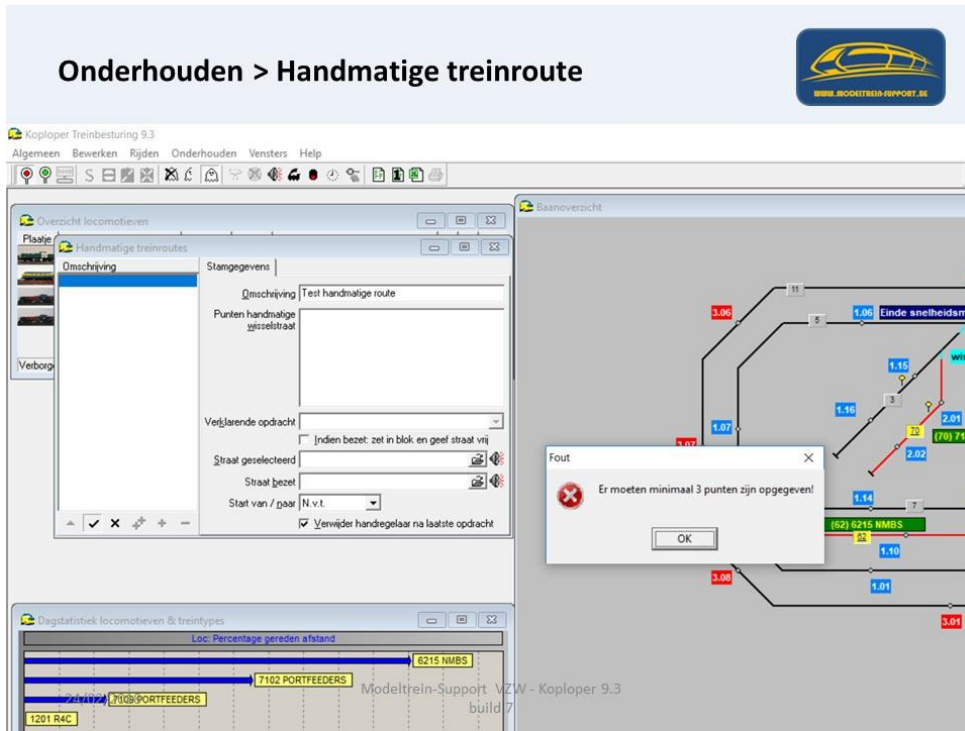 Onderhouden > Handmatige treinroute
WWW.MODELTREIN-SUPPORT.BE
Koploper Treinbesturing 9.3
Algemeen Bewerken Rijden Onderhouden Vensters Help
Overzicht locomotieven
Plaatje
Verborg
Handmatige treinroutes
Omschrijving
Stamgegevens
Omschrijving Test handmatige route
Punten handmatige
wisselstraat
Verklarende opdracht
Indien bezet: zet in blok en geef straat vrij
Straat geselecteerd
Straat bezet
Start van / naar N.v.t.
Verwijder handregelaar na laatste opdracht
Baanoverzicht
11
3.06
5
1.06
Einde snelheidsm
wis
1.15
3
1.16
2.01
1.07
70
(70) 71
3.07
2.02
Fout
Er moeten minimaal 3 punten zijn opgegeven!
OK
1.14
7
(62) 6215 NMBS
62
1.10
3.08
1.01
3.01
Dagstatistiek locomotieven & treintypes
Loc: Percentage gereden afstand
6215 NMBS
7102 PORTFEEDERS
7109 PORTFEEDERS
1201 R4C
Modeltrein-Support VZW - Koploper 9.3
build 7